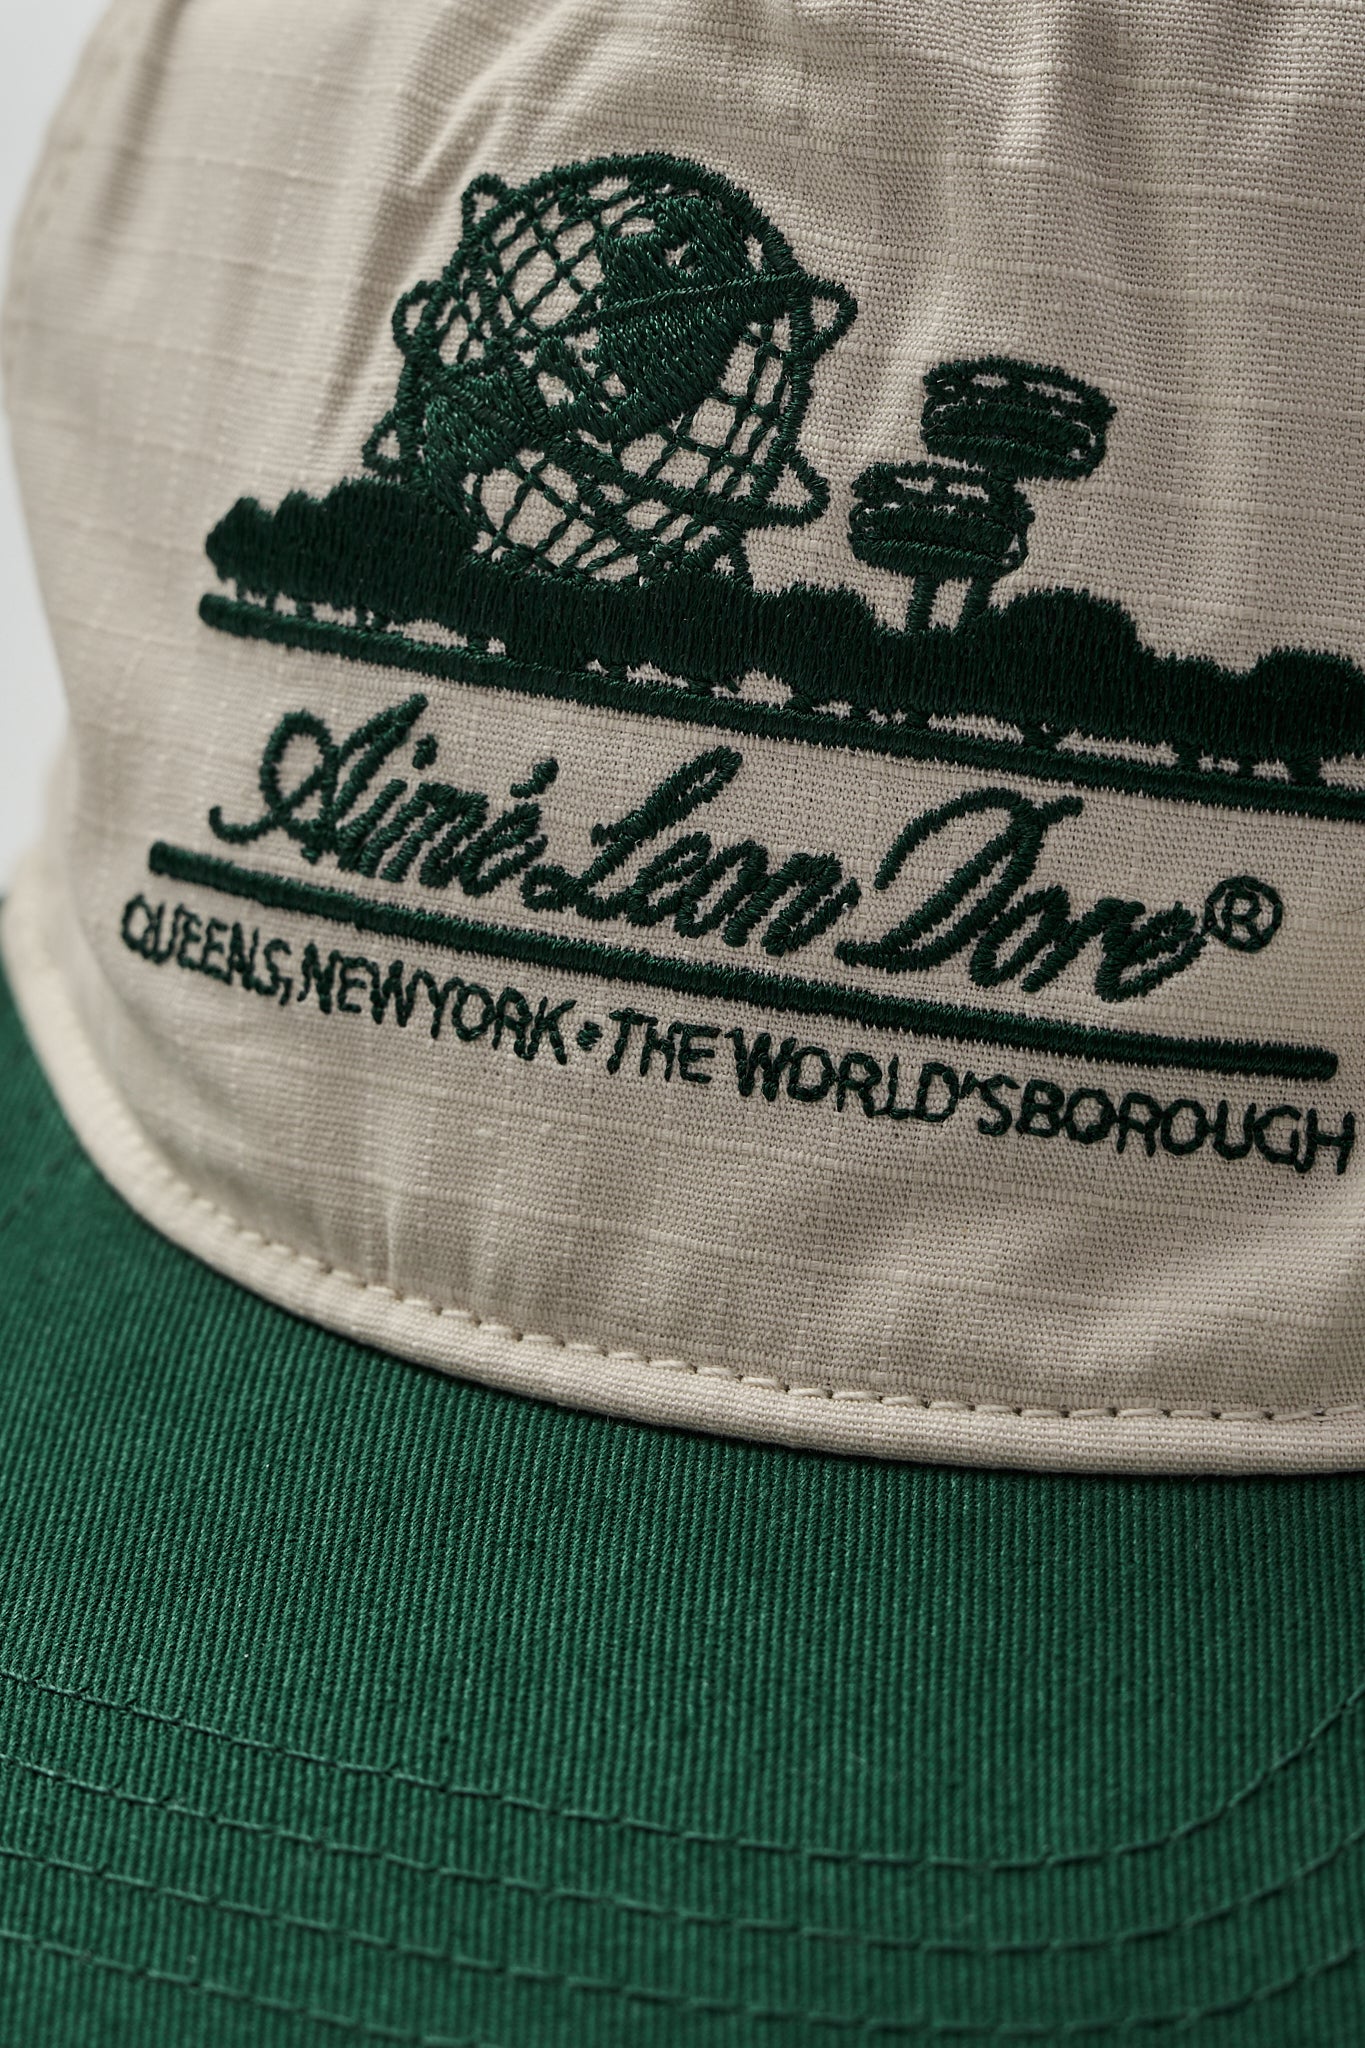 Aimé Leon Dore®
QUEENS, NEW YORK • THE WORLD'S BOROUGH